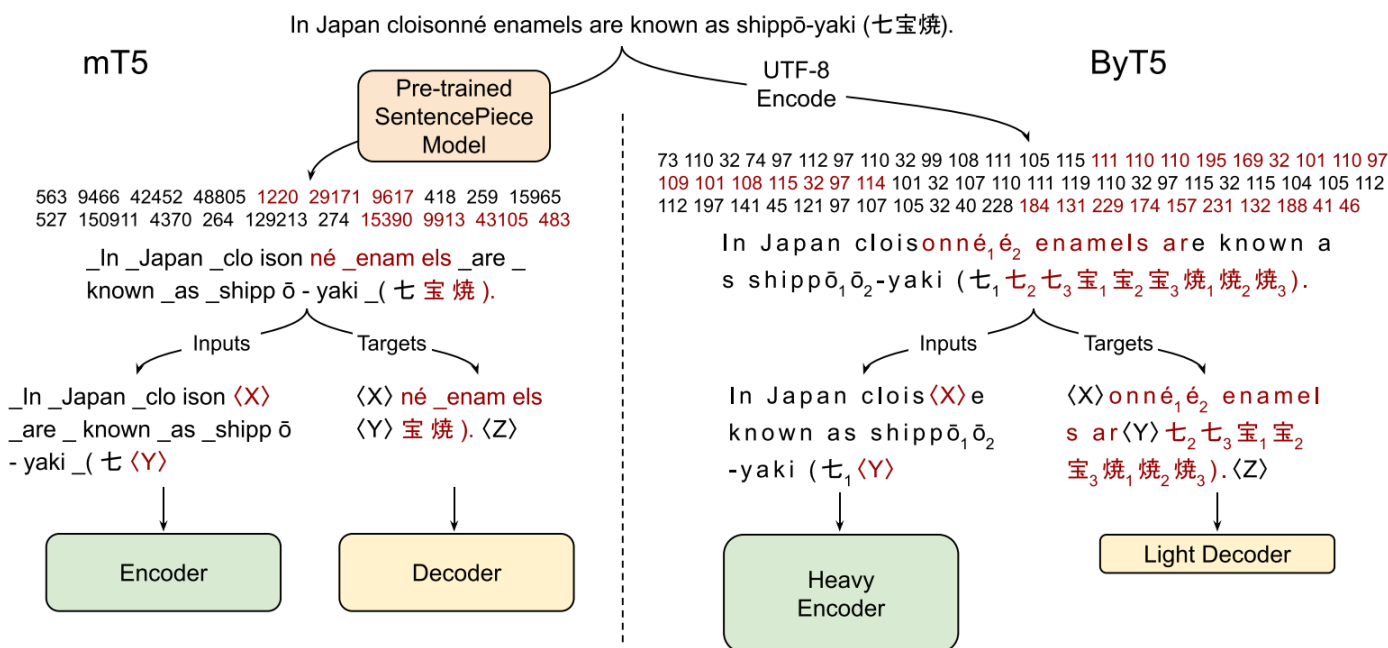 In Japan cloisonné enamels are known as shippō-yaki (七宝焼).
mT5
Pre-trained
SentencePiece
Model
563 9466 42452 48805 1220 29171 9617 418 259 15965
527 150911 4370 264 129213 274 15390 9913 43105 483
_In _Japan _clo ison né _enam els _are _
known _as _shipp ō - yaki _( 七 宝 焼 ).
Inputs
Targets
_In _Japan _clo ison 〈X〉
_are _ known _as _shipp ō
- yaki _( 七 〈Y〉
〈X〉 né _enam els
〈Y〉 宝 焼 ). 〈Z〉
Encoder
Decoder
UTF-8
Encode
ByT5
73 110 32 74 97 112 97 110 32 99 108 111 105 115 111 110 110 195 169 32 101 110 97
109 101 108 115 32 97 114 101 32 107 110 111 119 110 32 97 115 32 115 104 105 112
112 197 141 45 121 97 107 105 32 40 228 184 131 229 174 157 231 132 188 41 46
In Japan cloisonné₁é₂ enamels are known a
s shippō₁ō₂-yaki (七₁七₂七₃宝₁宝₂宝₃焼₁焼₂焼₃).
Inputs
Targets
In Japan clois〈X〉e
known as shippō₁ō₂
-yaki (七₁〈Y〉
〈X〉onné₁é₂ enamel
s ar〈Y〉七₂七₃宝₁宝₂
宝₃焼₁焼₂焼₃).〈Z〉
Heavy
Encoder
Light Decoder